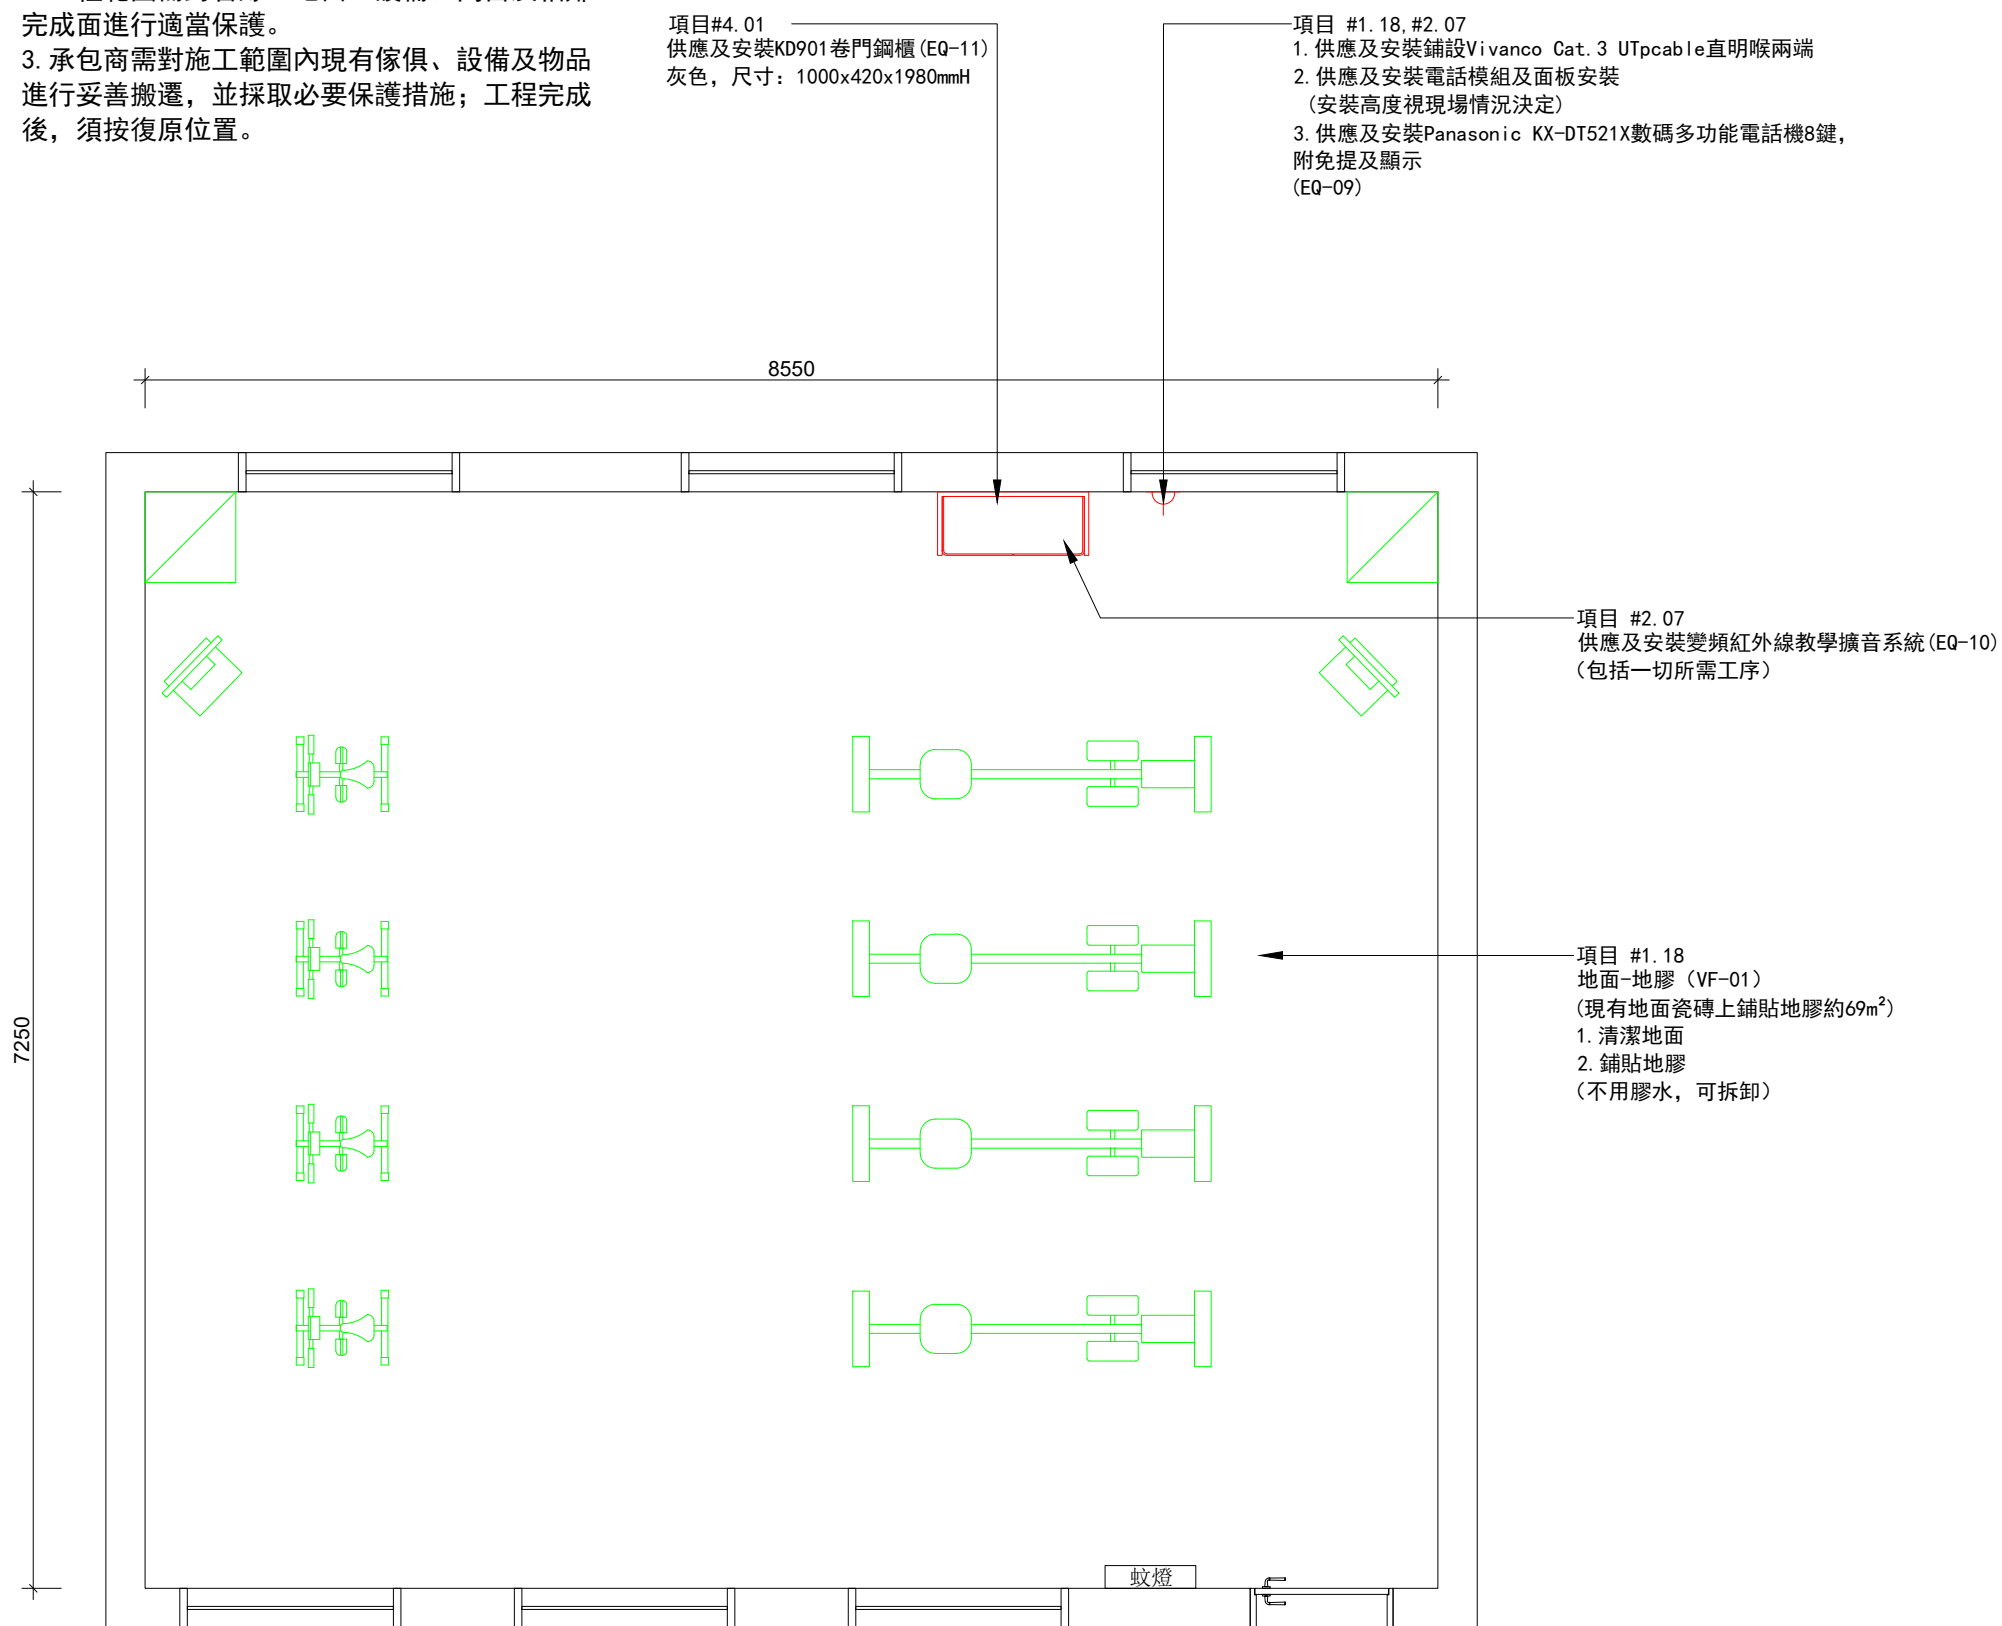 完成面進行適當保護。
3.承包商需對施工範圍內現有傢俱、設備及物品
進行妥善搬遷，並採取必要保護措施；工程完成
後，須按復原位置。
項目#4.01
供應及安裝KD901卷門鋼櫃(EQ-11)
灰色，尺寸：1000x420x1980mmH
項目 #1.18,#2.07
1.供應及安裝鋪設Vivanco Cat.3 UTpcable直明喉兩端
2.供應及安裝電話模組及面板安裝
(安裝高度視現場情況決定)
3.供應及安裝Panasonic KX-DT521X數碼多功能電話機8鍵，
附免提及顯示
(EQ-09)
8550
7250
項目 #2.07
供應及安裝變頻紅外線教學擴音系統(EQ-10)
（包括一切所需工序）
項目 #1.18
地面-地膠（VF-01）
(現有地面瓷磚上鋪貼地膠約69m²)
1.清潔地面
2.鋪貼地膠
（不用膠水，可拆卸）
蚊燈